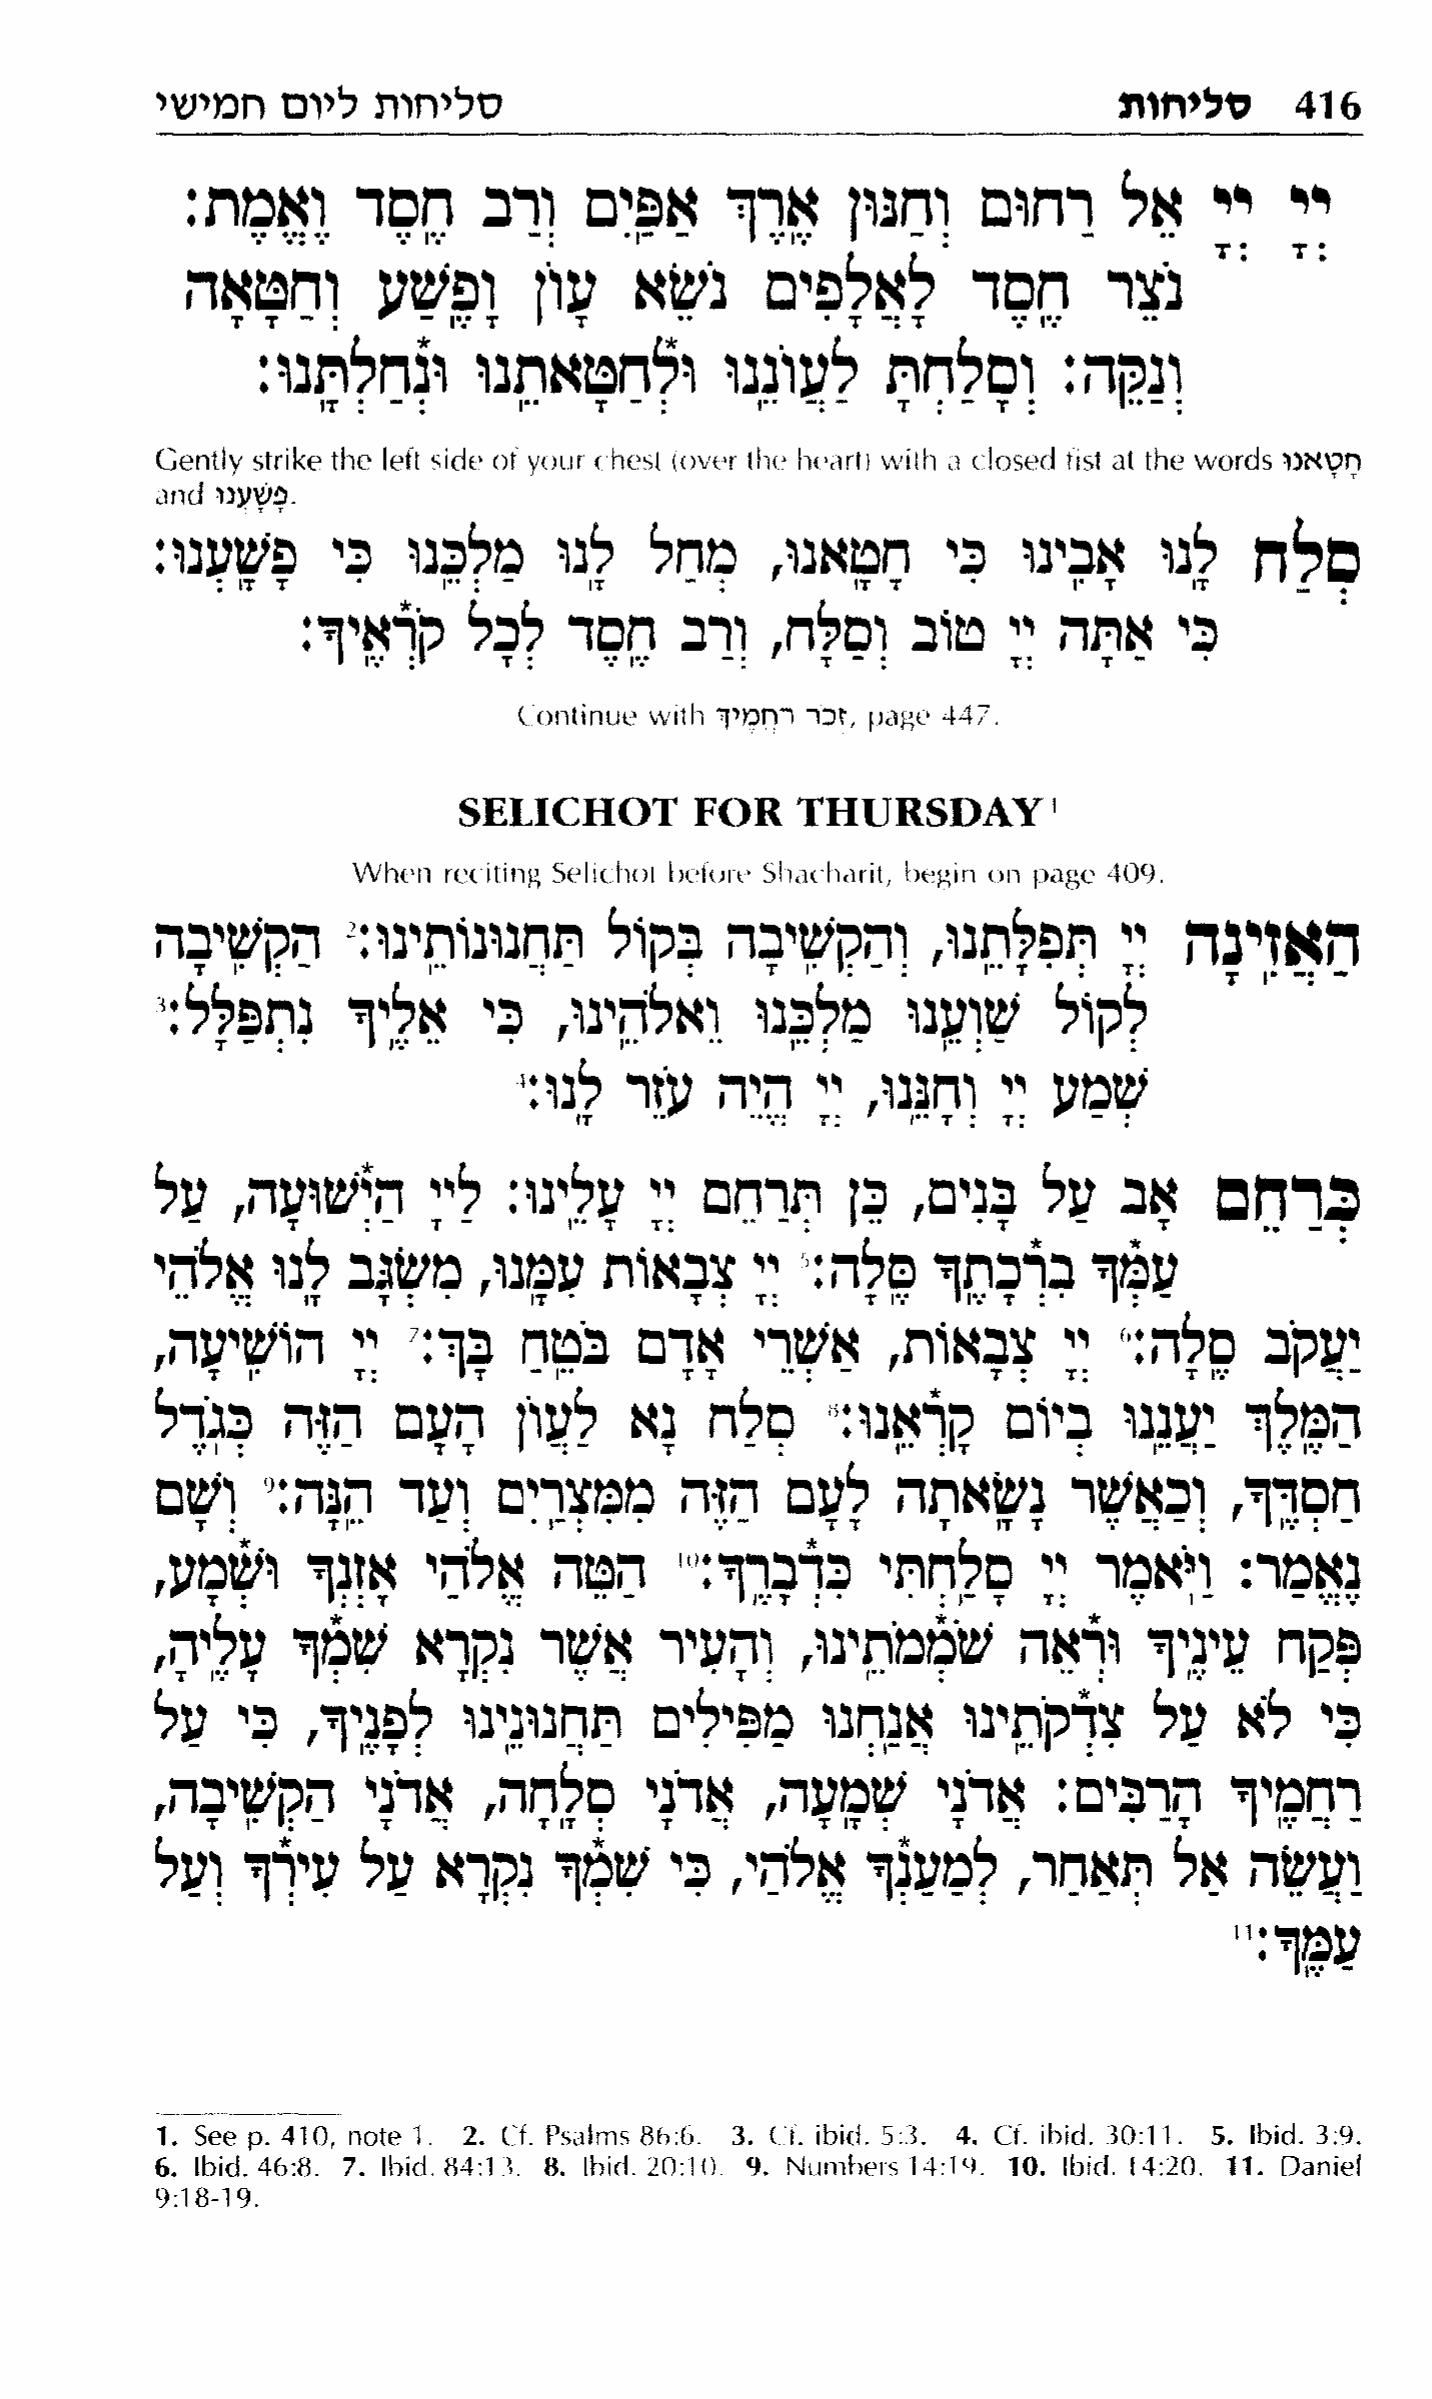 416 סליחות סליחות ליום חמישי
יְיָ יְיָ אֵל רַחוּם וְחַנּוּן אֶרֶךְ אַפַּיִם וְרַב חֶסֶד וֶאֱמֶת:
נֹצֵר חֶסֶד לָאֲלָפִים נֹשֵׂא עָוֹן וָפֶשַׁע וְחַטָּאָה
וְנַקֵּה: וְסָלַחְתָּ לַעֲוֹנֵנוּ וּלְ*חַטָּאתֵנוּ וּנְ*חַלְתָּנוּ:
Gently strike the left side of your chest (over the heart) with a closed fist at the words חָטָאנוּ
and פָשָׁעְנוּ.
סְלַח לָנוּ אָבִינוּ כִּי חָטָאנוּ, מְחַל לָנוּ מַלְכֵּנוּ כִּי פָשָׁעְנוּ:
כִּי אַתָּה יְיָ טוֹב וְסַלָּח, וְרַב חֶסֶד לְכָל קֹרְ*אֶיךָ:
Continue with זְכֹר רַחֲמֶיךָ, page 447.
SELICHOT FOR THURSDAY¹
When reciting Selichot before Shacharit, begin on page 409.
הַאֲזִינָה יְיָ תְּפִלָּתֵנוּ, וְהַקְשִׁיבָה בְּקוֹל תַּחֲנוּנוֹתֵינוּ:² הַקְשִׁיבָה
לְקוֹל שַׁוְעֵנוּ מַלְכֵּנוּ וֵאלֹהֵינוּ, כִּי אֵלֶיךָ נִתְפַּלָּל:³
שְׁמַע יְיָ וְחָנֵּנוּ, יְיָ הֱיֵה עֹזֵר לָנוּ:⁴
כְּרַחֵם אָב עַל בָּנִים, כֵּן תְּרַחֵם יְיָ עָלֵינוּ: לַייָ הַיְ*שׁוּעָה, עַל
עַמְּ*ךָ בִרְ*כָתֶךָ סֶּלָה:⁵ יְיָ צְבָאוֹת עִמָּנוּ, מִשְׂגָּב לָנוּ אֱלֹהֵי
יַעֲקֹב סֶלָה:⁶ יְיָ צְבָאוֹת, אַשְׁרֵי אָדָם בֹּטֵחַ בָּךְ:⁷ יְיָ הוֹשִׁיעָה,
הַמֶּלֶךְ יַעֲנֵנוּ בְיוֹם קָרְ*אֵנוּ:⁸ סְלַח נָא לַעֲוֹן הָעָם הַזֶּה כְּגֹדֶל
חַסְדֶּךָ, וְכַאֲשֶׁר נָשָׂאתָה לָעָם הַזֶּה מִמִּצְרַיִם וְעַד הֵנָּה:⁹ וְשָׁם
נֶאֱמַר: וַיֹּאמֶר יְיָ סָלַחְתִּי כִּדְ*בָרֶךָ:¹⁰ הַטֵּה אֱלֹהַי אָזְנְךָ וּשְׁ*מָע,
פְּקַח עֵינֶיךָ וּרְ*אֵה שֹׁמְ*מֹתֵינוּ, וְהָעִיר אֲשֶׁר נִקְרָא שִׁמְ*ךָ עָלֶיהָ,
כִּי לֹא עַל צִדְ*קֹתֵינוּ אֲנַחְנוּ מַפִּילִים תַּחֲנוּנֵינוּ לְפָנֶיךָ, כִּי עַל
רַחֲמֶיךָ הָרַבִּים: אֲדֹנָי שְׁמָעָה, אֲדֹנָי סְלָחָה, אֲדֹנָי הַקְשִׁיבָה,
וַעֲשֵׂה אַל תְּאַחַר, לְמַעַנְ*ךָ אֱלֹהַי, כִּי שִׁמְ*ךָ נִקְרָא עַל עִירְ*ךָ וְעַל
עַמֶּךָ:¹¹
1. See p. 410, note 1. 2. Cf. Psalms 86:6. 3. Cf. ibid. 5:3. 4. Cf. ibid. 30:11. 5. Ibid. 3:9.
6. Ibid. 46:8. 7. Ibid. 84:13. 8. Ibid. 20:10. 9. Numbers 14:19. 10. Ibid. 14:20. 11. Daniel
9:18-19.